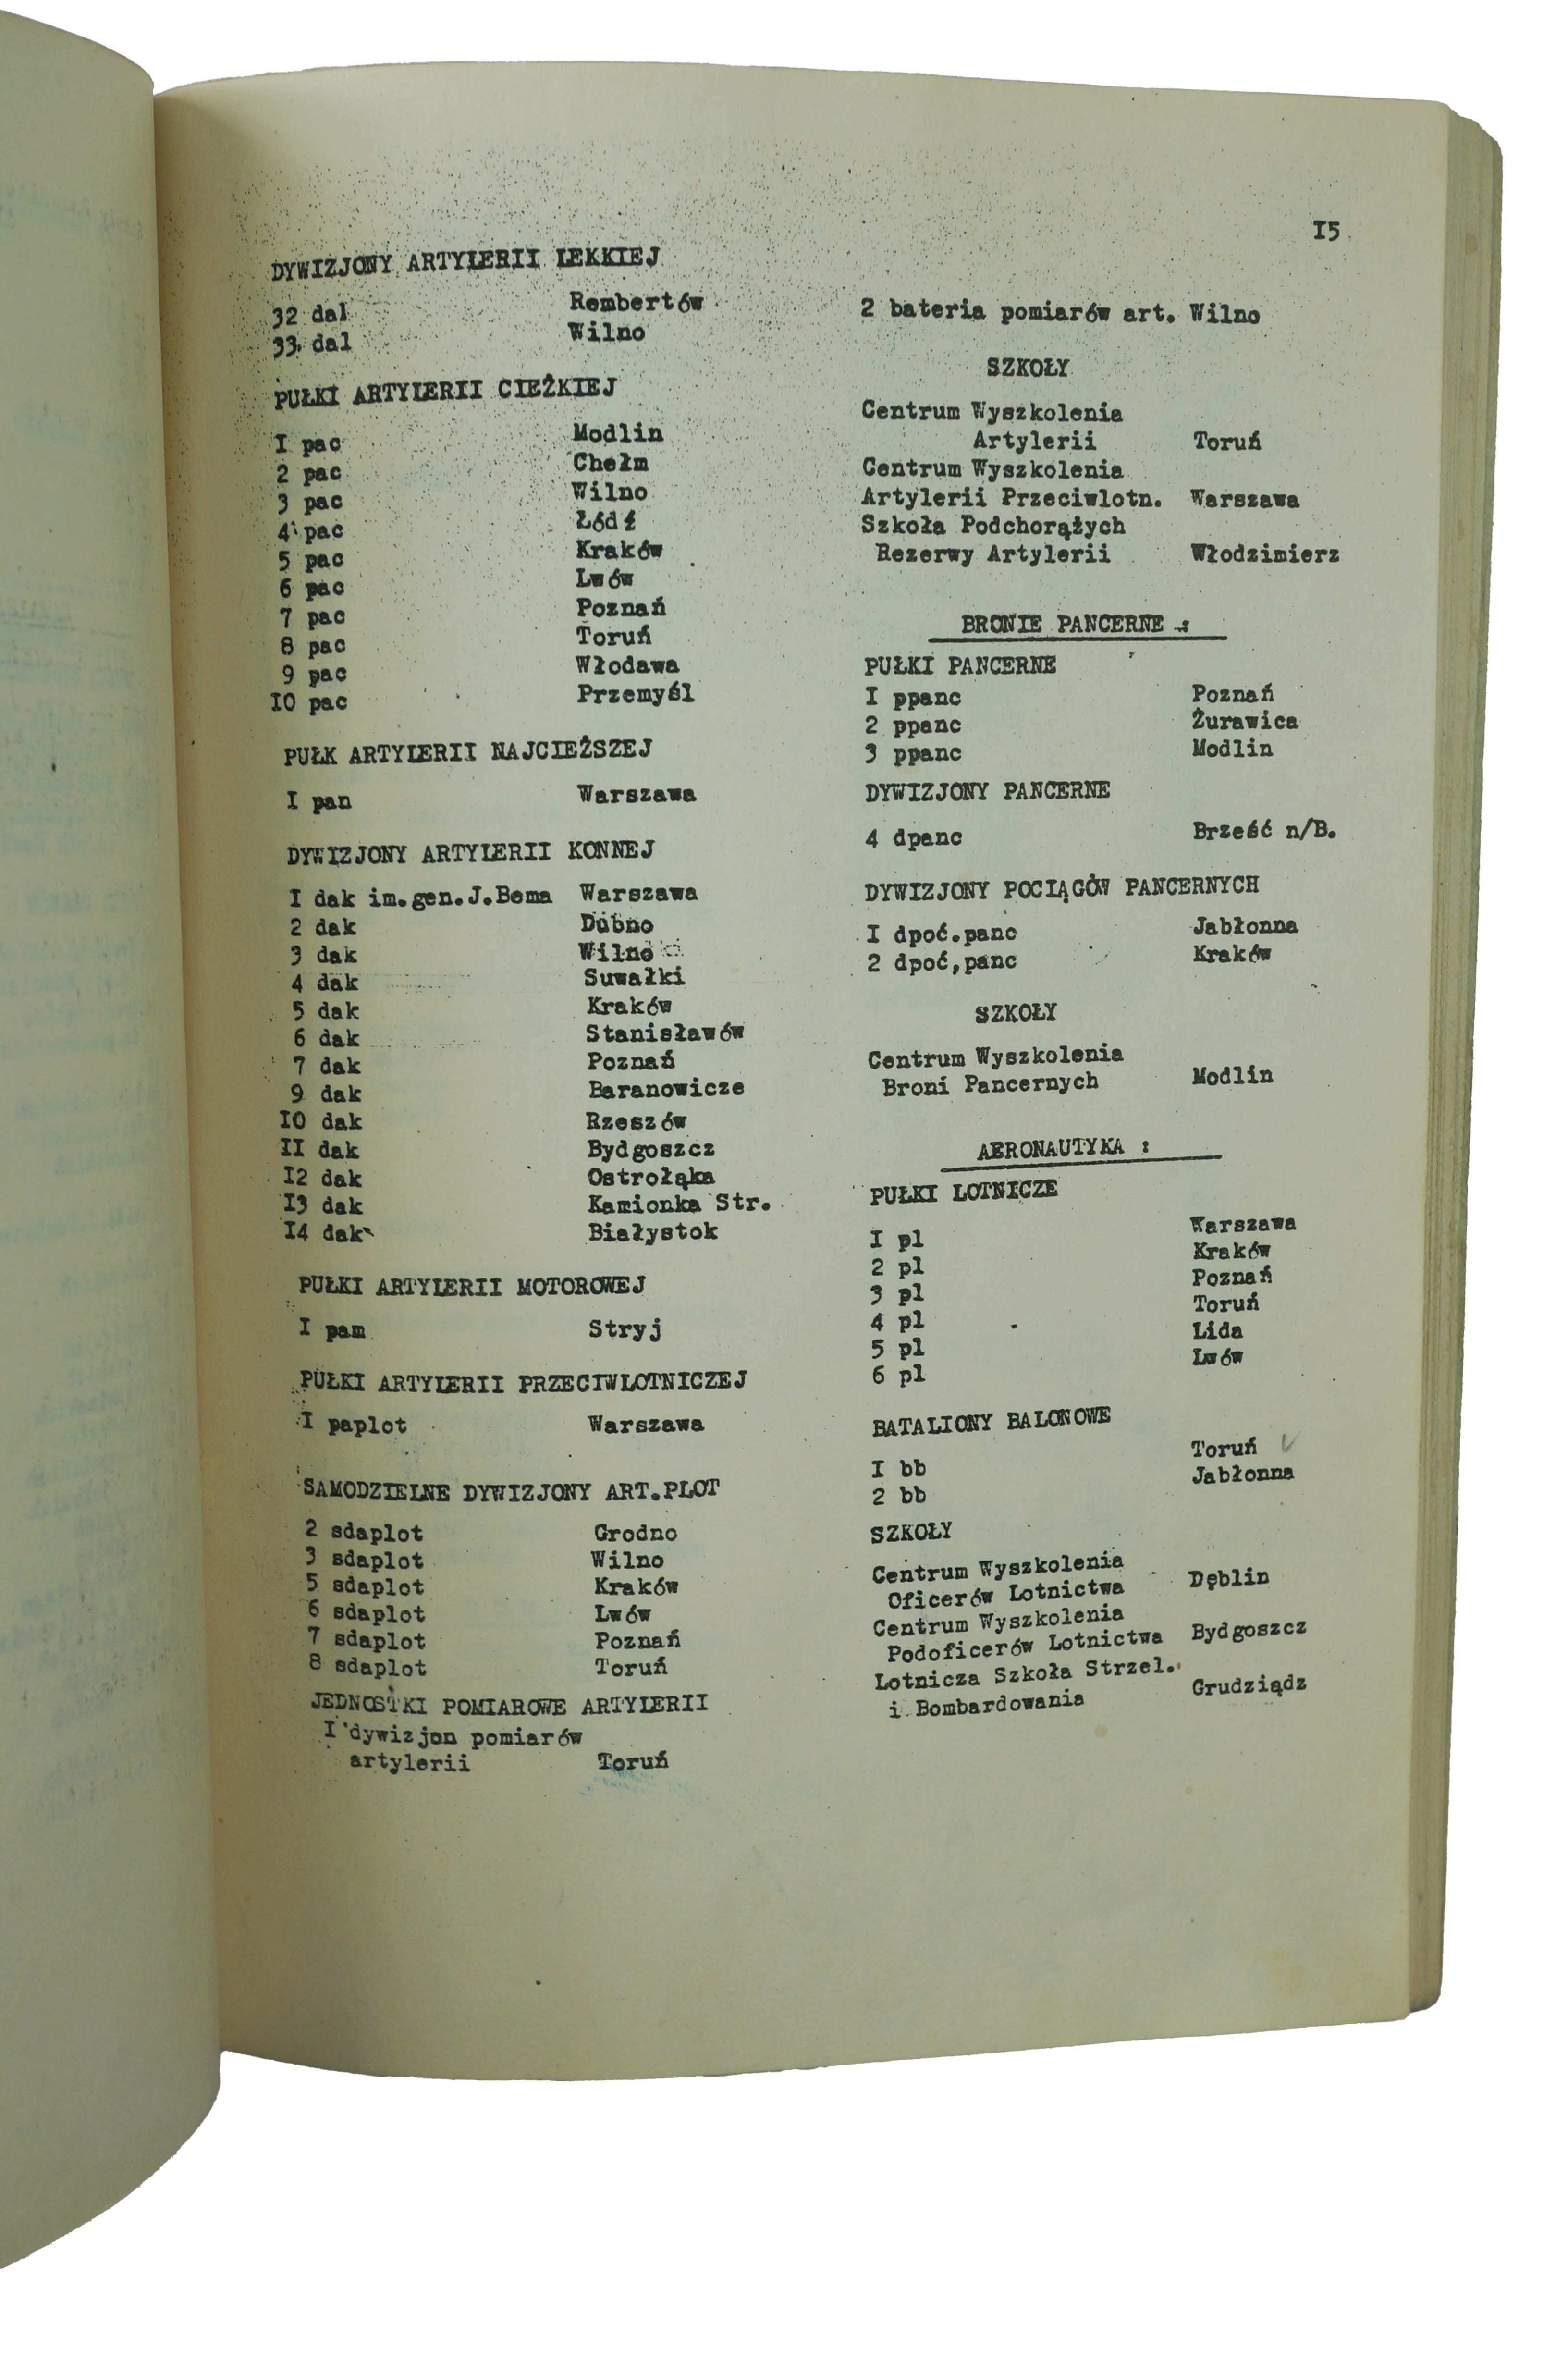 15
DYWIZJONY ARTYLERII LEKKIEJ
32 dal Rembertów
33 dal Wilno
PUŁKI ARTYLERII CIEŻKIEJ
I pac Modlin
2 pac Chełm
3 pac Wilno
4 pac Łódź
5 pac Kraków
6 pac Lwów
7 pac Poznań
8 pac Toruń
9 pac Włodawa
IO pac Przemyśl
PUŁK ARTYLERII NAJCIEŻSZEJ
I pan Warszawa
DYWIZJONY ARTYLERII KONNEJ
I dak im.gen.J.Bema Warszawa
2 dak Dubno
3 dak Wilno
4 dak Suwałki
5 dak Kraków
6 dak Stanisławów
7 dak Poznań
9 dak Baranowicze
IO dak Rzeszów
II dak Bydgoszcz
I2 dak Ostrołąka
I3 dak Kamionka Str.
I4 dak Białystok
PUŁKI ARTYLERII MOTOROWEJ
I pam Stryj
PUŁKI ARTYLERII PRZECIWLOTNICZEJ
I paplot Warszawa
SAMODZIELNE DYWIZJONY ART.PLOT
2 sdaplot Grodno
3 sdaplot Wilno
5 sdaplot Kraków
6 sdaplot Lwów
7 sdaplot Poznań
8 sdaplot Toruń
JEDNOSTKI POMIAROWE ARTYLERII
I dywizjon pomiarów
artylerii Toruń
2 bateria pomiarów art. Wilno
SZKOŁY
Centrum Wyszkolenia
Artylerii Toruń
Centrum Wyszkolenia
Artylerii Przeciwlotn. Warszawa
Szkoła Podchorążych
Rezerwy Artylerii Włodzimierz
BRONIE PANCERNE :
PUŁKI PANCERNE
I ppanc Poznań
2 ppanc Żurawica
3 ppanc Modlin
DYWIZJONY PANCERNE
4 dpanc Brześć n/B.
DYWIZJONY POCIĄGÓW PANCERNYCH
I dpoć.panc Jabłonna
2 dpoć,panc Kraków
SZKOŁY
Centrum Wyszkolenia
Broni Pancernych Modlin
AERONAUTYKA :
PUŁKI LOTNICZE
I pl Warszawa
2 pl Kraków
3 pl Poznań
4 pl Toruń
5 pl Lida
6 pl Lwów
BATALIONY BALONOWE
I bb Toruń
2 bb Jabłonna
SZKOŁY
Centrum Wyszkolenia
Oficerów Lotnictwa Dęblin
Centrum Wyszkolenia
Podoficerów Lotnictwa Bydgoszcz
Lotnicza Szkoła Strzel.
i Bombardowania Grudziądz